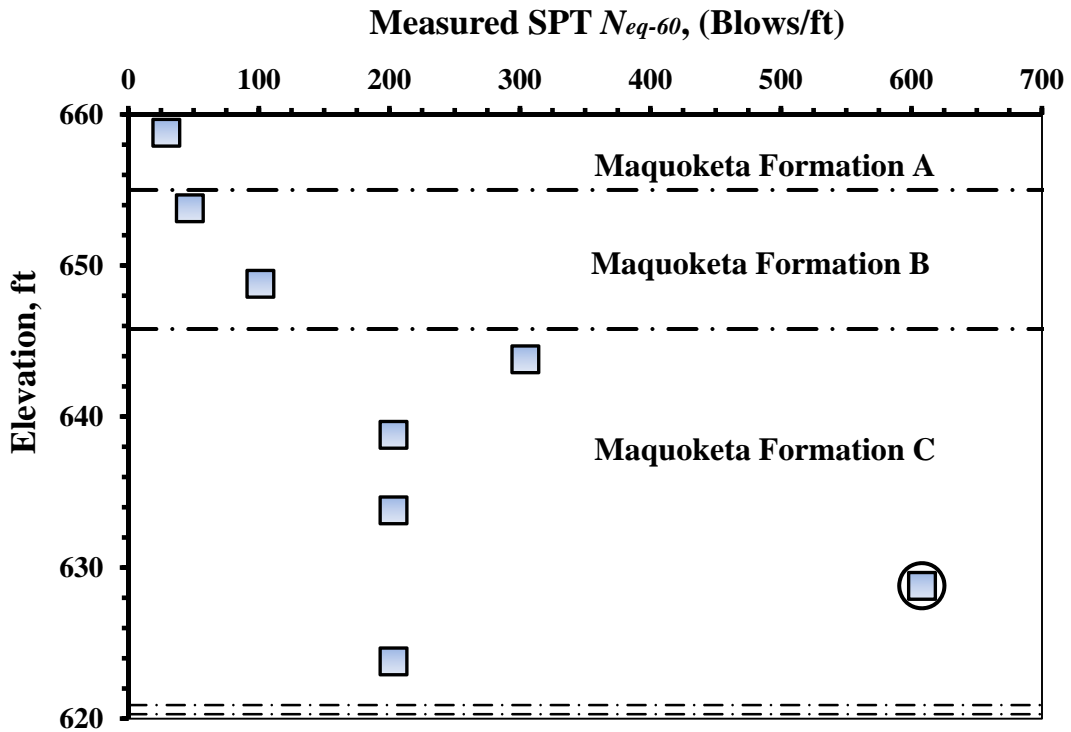 Measured SPT Neq-60, (Blows/ft)
0 100 200 300 400 500 600 700
660
Maquoketa Formation A
650
Maquoketa Formation B
Elevation, ft
640
Maquoketa Formation C
630
620